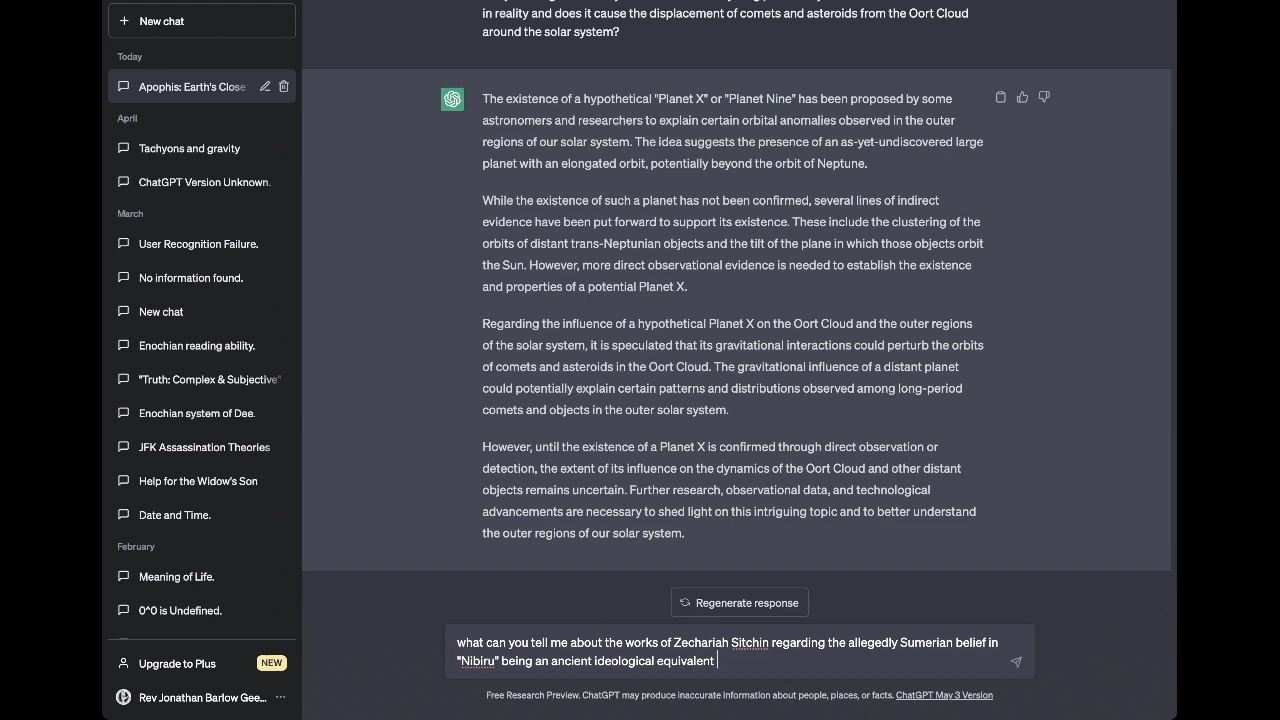 New chat
Today
Apophis: Earth's Close
April
Tachyons and gravity
ChatGPT Version Unknown.
March
User Recognition Failure.
No information found.
New chat
Enochian reading ability.
"Truth: Complex & Subjective"
Enochian system of Dee.
JFK Assassination Theories
Help for the Widow's Son
Date and Time.
February
Meaning of Life.
0^0 is Undefined.
Upgrade to Plus
NEW
Rev Jonathan Barlow Gee...
in reality and does it cause the displacement of comets and asteroids from the Oort Cloud
around the solar system?
The existence of a hypothetical "Planet X" or "Planet Nine" has been proposed by some
astronomers and researchers to explain certain orbital anomalies observed in the outer
regions of our solar system. The idea suggests the presence of an as-yet-undiscovered large
planet with an elongated orbit, potentially beyond the orbit of Neptune.
While the existence of such a planet has not been confirmed, several lines of indirect
evidence have been put forward to support its existence. These include the clustering of the
orbits of distant trans-Neptunian objects and the tilt of the plane in which those objects orbit
the Sun. However, more direct observational evidence is needed to establish the existence
and properties of a potential Planet X.
Regarding the influence of a hypothetical Planet X on the Oort Cloud and the outer regions
of the solar system, it is speculated that its gravitational interactions could perturb the orbits
of comets and asteroids in the Oort Cloud. The gravitational influence of a distant planet
could potentially explain certain patterns and distributions observed among long-period
comets and objects in the outer solar system.
However, until the existence of a Planet X is confirmed through direct observation or
detection, the extent of its influence on the dynamics of the Oort Cloud and other distant
objects remains uncertain. Further research, observational data, and technological
advancements are necessary to shed light on this intriguing topic and to better understand
the outer regions of our solar system.
Regenerate response
what can you tell me about the works of Zechariah Sitchin regarding the allegedly Sumerian belief in
"Nibiru" being an ancient ideological equivalent
Free Research Preview. ChatGPT may produce inaccurate information about people, places, or facts. ChatGPT May 3 Version